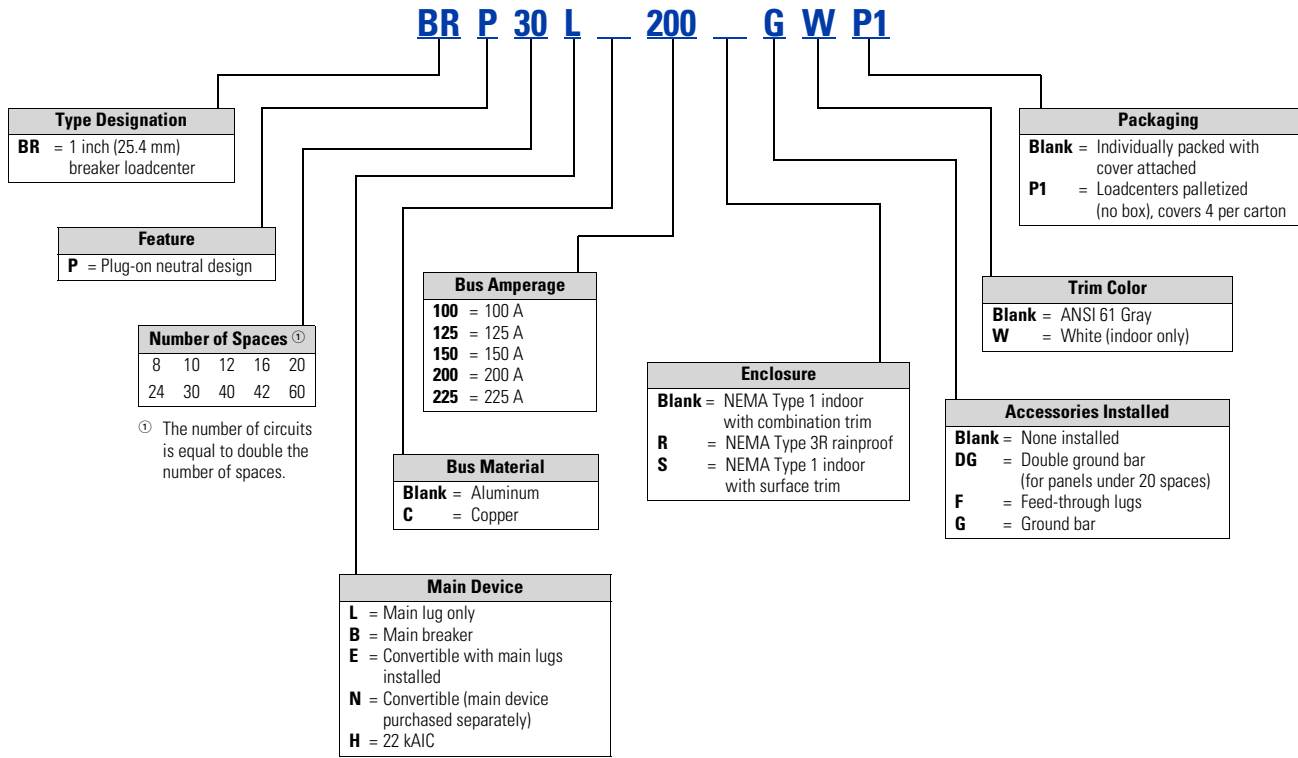 BR P 30 L __ 200 __ G W P1
Type Designation
BR = 1 inch (25.4 mm)
breaker loadcenter
Feature
P = Plug-on neutral design
Number of Spaces ①
8 10 12 16 20
24 30 40 42 60
① The number of circuits
is equal to double the
number of spaces.
Main Device
L = Main lug only
B = Main breaker
E = Convertible with main lugs
installed
N = Convertible (main device
purchased separately)
H = 22 kAIC
Bus Material
Blank = Aluminum
C = Copper
Bus Amperage
100 = 100 A
125 = 125 A
150 = 150 A
200 = 200 A
225 = 225 A
Enclosure
Blank = NEMA Type 1 indoor
with combination trim
R = NEMA Type 3R rainproof
S = NEMA Type 1 indoor
with surface trim
Accessories Installed
Blank = None installed
DG = Double ground bar
(for panels under 20 spaces)
F = Feed-through lugs
G = Ground bar
Trim Color
Blank = ANSI 61 Gray
W = White (indoor only)
Packaging
Blank = Individually packed with
cover attached
P1 = Loadcenters palletized
(no box), covers 4 per carton